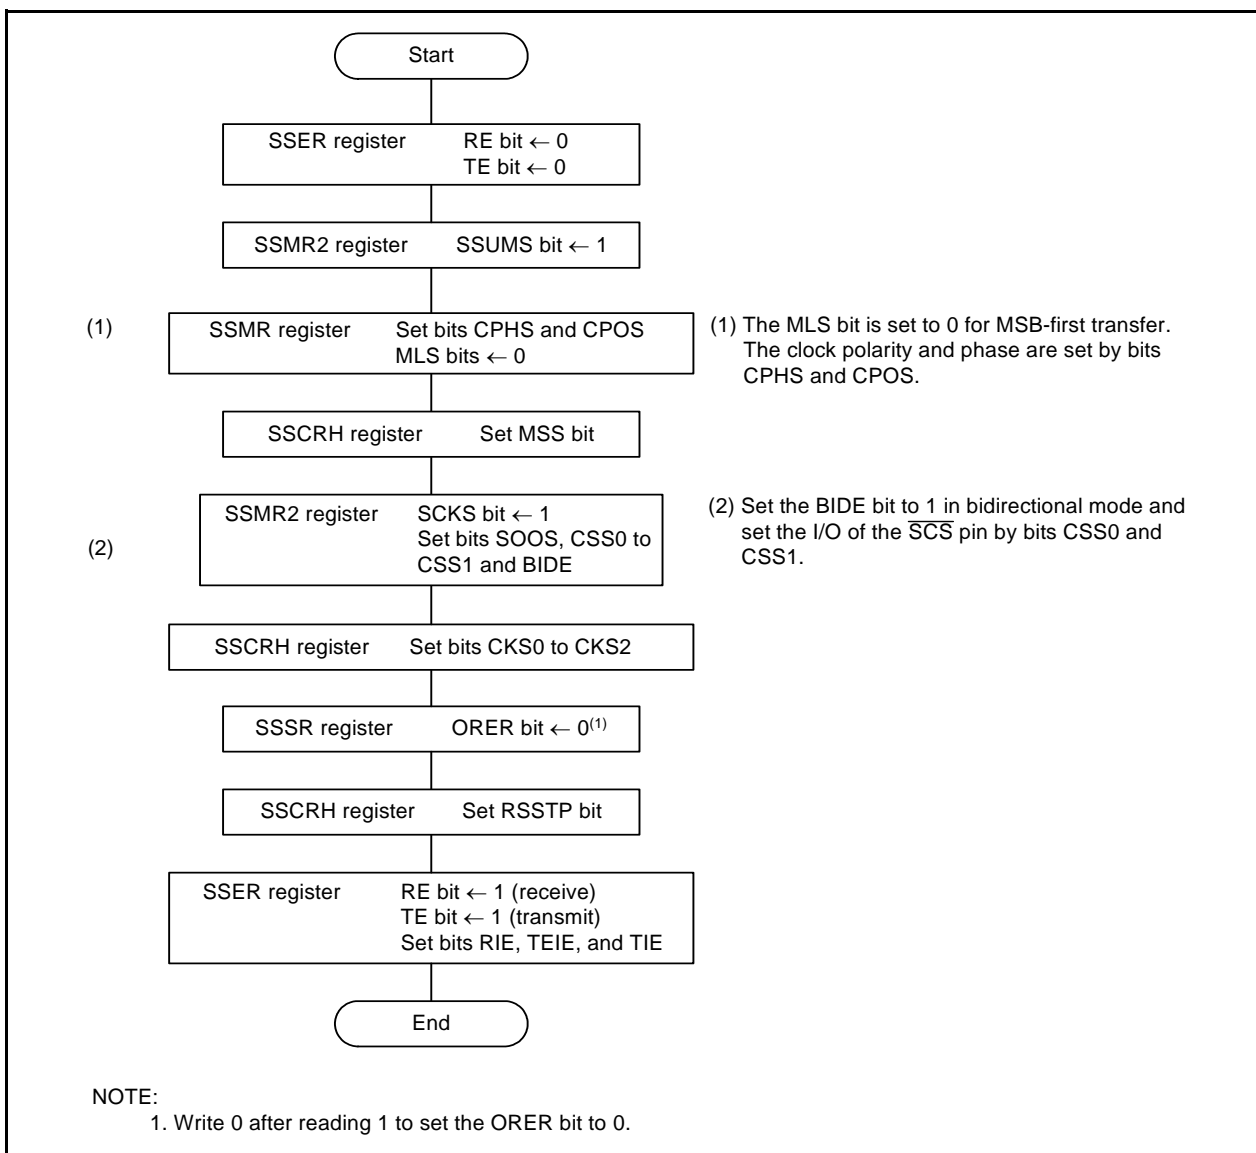 Start
SSER register RE bit ← 0
TE bit ← 0
SSMR2 register SSUMS bit ← 1
(1)
SSMR register Set bits CPHS and CPOS
MLS bits ← 0
(1) The MLS bit is set to 0 for MSB-first transfer.
The clock polarity and phase are set by bits
CPHS and CPOS.
SSCRH register Set MSS bit
(2)
SSMR2 register SCKS bit ← 1
Set bits SOOS, CSS0 to
CSS1 and BIDE
(2) Set the BIDE bit to 1 in bidirectional mode and
set the I/O of the S̅C̅S̅ pin by bits CSS0 and
CSS1.
SSCRH register Set bits CKS0 to CKS2
SSSR register ORER bit ← 0(1)
SSCRH register Set RSSTP bit
SSER register RE bit ← 1 (receive)
TE bit ← 1 (transmit)
Set bits RIE, TEIE, and TIE
End
NOTE:
1. Write 0 after reading 1 to set the ORER bit to 0.